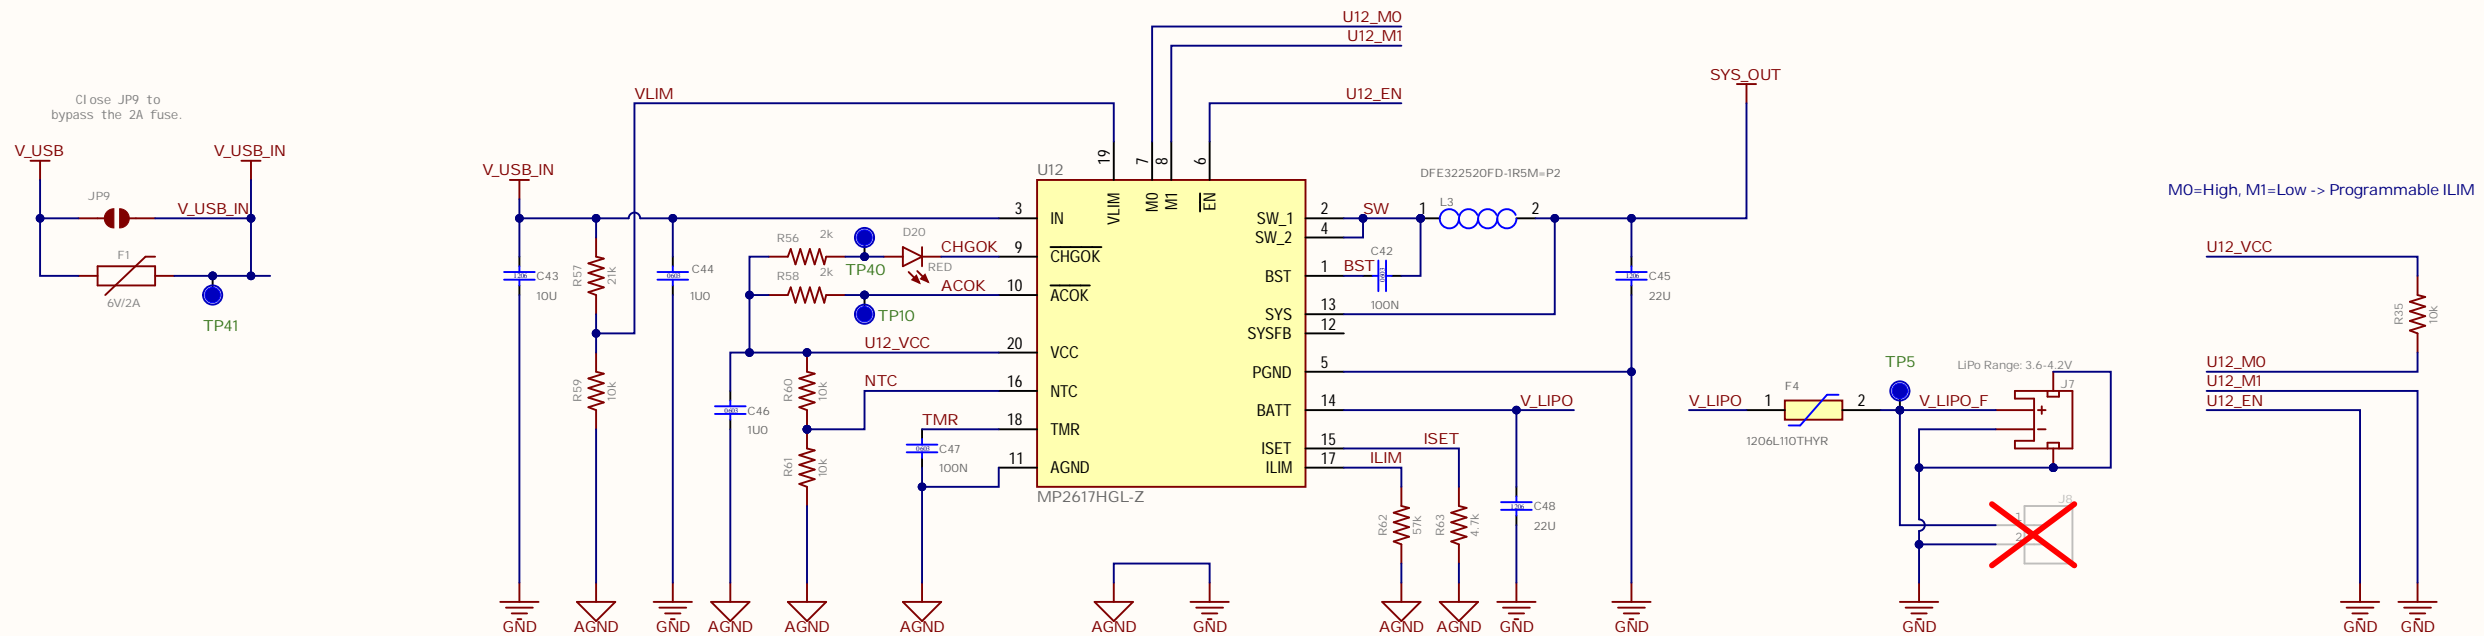 Close JP9 to
bypass the 2A fuse.
V_USB
V_USB_IN
JP9
V_USB_IN
F1
6V/2A
TP41
V_USB_IN
VLIM
C43
10U
R57
21k
C44
1U0
R59
10k
R56
2k
TP40
D20
RED
CHGOK
R58
2k
ACOK
TP10
U12_VCC
NTC
R60
10k
C46
1U0
R61
10k
TMR
C47
100N
U12_M0
U12_M1
U12_EN
U12
19
7
8
6
VLIM
M0
M1
EN
3
IN
9
CHGOK
10
ACOK
20
VCC
16
NTC
18
TMR
11
AGND
SW_1
2
SW_2
4
BST
1
SYS
13
SYSFB
12
PGND
5
BATT
14
ISET
15
ILIM
17
MP2617HGL-Z
SW
BST
C42
0603
100N
DFE322520FD-1R5M=P2
1
L3
2
SYS_OUT
C45
22U
V_LIPO
ISET
ILIM
R62
57k
R63
4.7k
C48
22U
V_LIPO
1
F4
2
1206L110THYR
TP5
V_LIPO_F
LiPo Range: 3.6-4.2V
J7
+
-
J8
1
2
M0=High, M1=Low -> Programmable ILIM
U12_VCC
R35
10k
U12_M0
U12_M1
U12_EN
GND
AGND
GND
AGND
AGND
AGND
AGND
GND
AGND
AGND
GND
GND
GND
GND
GND